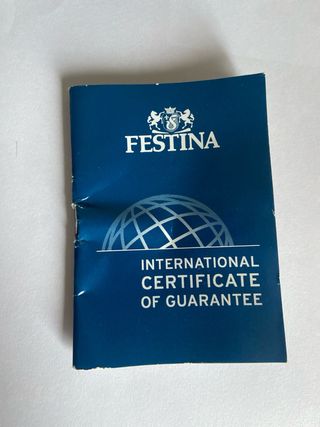 FESTINA
INTERNATIONAL
CERTIFICATE
OF GUARANTEE